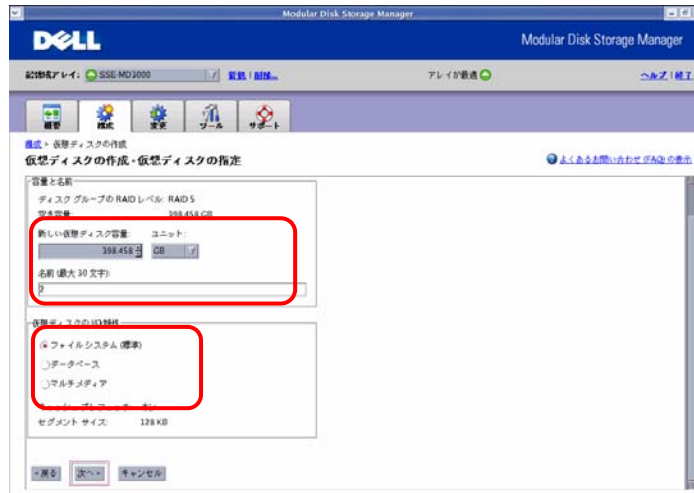 Modular Disk Storage Manager
DELL
Modular Disk Storage Manager
記憶域アレイ: SSE-MD3000
新規 | 削除...
アレイが最適
ヘルプ | 終了
概要
構成
変更
ツール
サポート
構成 > 仮想ディスクの作成
仮想ディスクの作成 - 仮想ディスクの指定
よくあるお問い合わせ (FAQ) の表示
容量と名前
ディスク グループの RAID レベル: RAID 5
空き容量: 398.458 GB
新しい仮想ディスク容量: ユニット:
398.458 GB
名前 (最大 30 文字):
2
仮想ディスクの I/O 特性
ファイルシステム (標準)
データベース
マルチメディア
セグメント サイズ: 128 KB
< 戻る 次へ > キャンセル